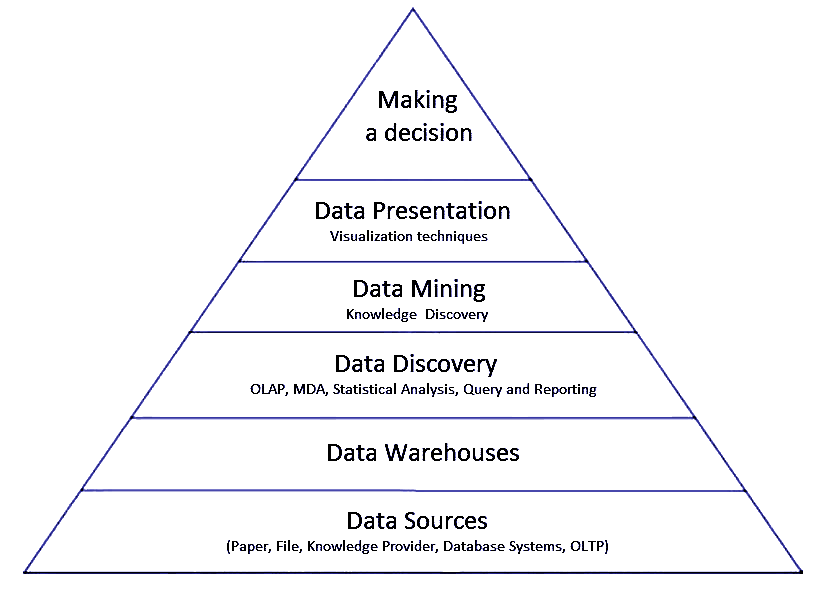 Making
a decision
Data Presentation
Visualization techniques
Data Mining
Knowledge Discovery
Data Discovery
OLAP, MDA, Statistical Analysis, Query and Reporting
Data Warehouses
Data Sources
(Paper, File, Knowledge Provider, Database Systems, OLTP)